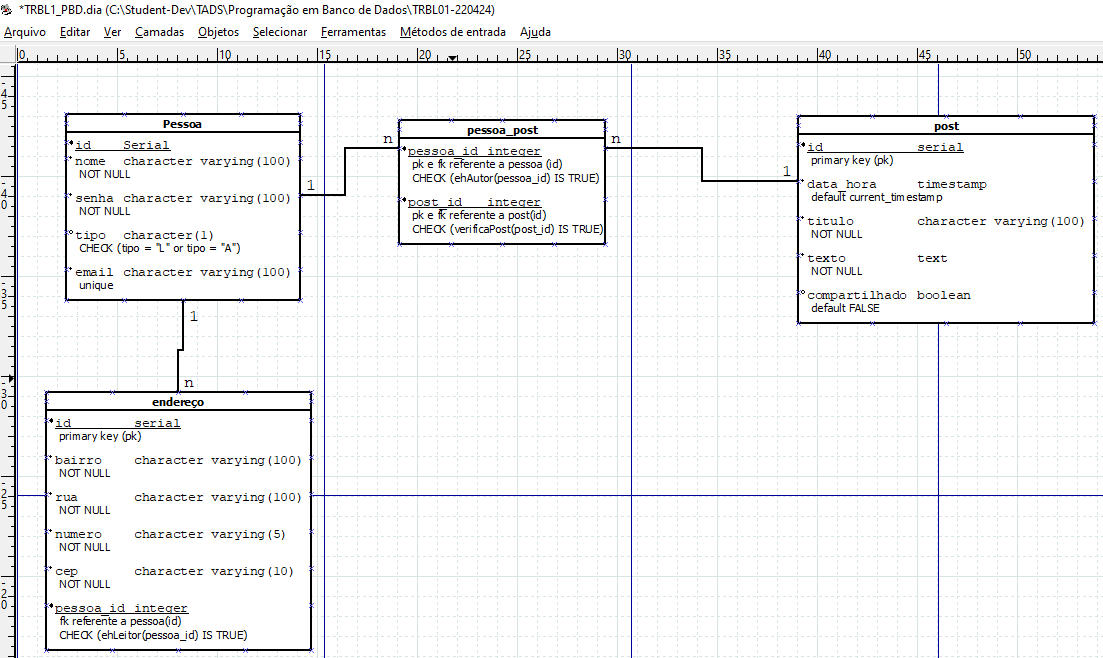 *TRBL1_PBD.dia (C:\Student-Dev\TADS\Programação em Banco de Dados\TRBL01-220424)
Arquivo Editar Ver Camadas Objetos Selecionar Ferramentas Métodos de entrada Ajuda
0 5 10 15 20 25 30 35 40 45 50
45
40
35
30
25
20
Pessoa
id Serial
nome character varying(100)
NOT NULL
senha character varying(100)
NOT NULL
tipo character(1)
CHECK (tipo = "L" or tipo = "A")
email character varying(100)
unique
1
n
pessoa_post
pessoa_id integer
pk e fk referente a pessoa (id)
CHECK (ehAutor(pessoa_id) IS TRUE)
post_id integer
pk e fk referente a post(id)
CHECK (verificaPost(post_id) IS TRUE)
n
1
post
id serial
primary key (pk)
data_hora timestamp
default current_timestamp
titulo character varying(100)
NOT NULL
texto text
NOT NULL
compartilhado boolean
default FALSE
1
n
endereço
id serial
primary key (pk)
bairro character varying(100)
NOT NULL
rua character varying(100)
NOT NULL
numero character varying(5)
NOT NULL
cep character varying(10)
NOT NULL
pessoa_id integer
fk referente a pessoa(id)
CHECK (ehLeitor(pessoa_id) IS TRUE)